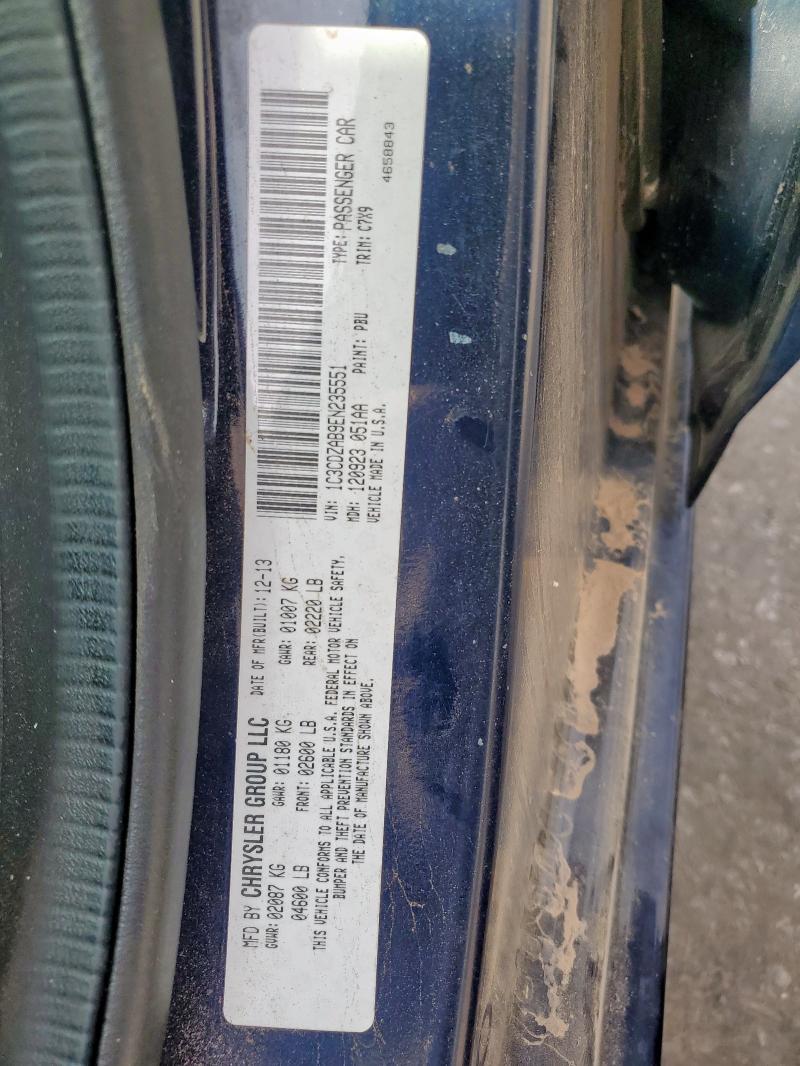 MFD BY CHRYSLER GROUP LLC DATE OF MFR(BUILT): 12-13
GVWR: 02087 KG GAWR: 01180 KG GAWR: 01007 KG
04600 LB FRONT: 02600 LB REAR: 02220 LB
THIS VEHICLE CONFORMS TO ALL APPLICABLE U.S.A. FEDERAL MOTOR VEHICLE SAFETY,
BUMPER AND THEFT PREVENTION STANDARDS IN EFFECT ON
THE DATE OF MANUFACTURE SHOWN ABOVE.
VIN: 1C3CDZAB9EN235551 TYPE: PASSENGER CAR
MDH: 120923 051AA PAINT: PBU TRIM: C7X9
VEHICLE MADE IN U.S.A.
4658843